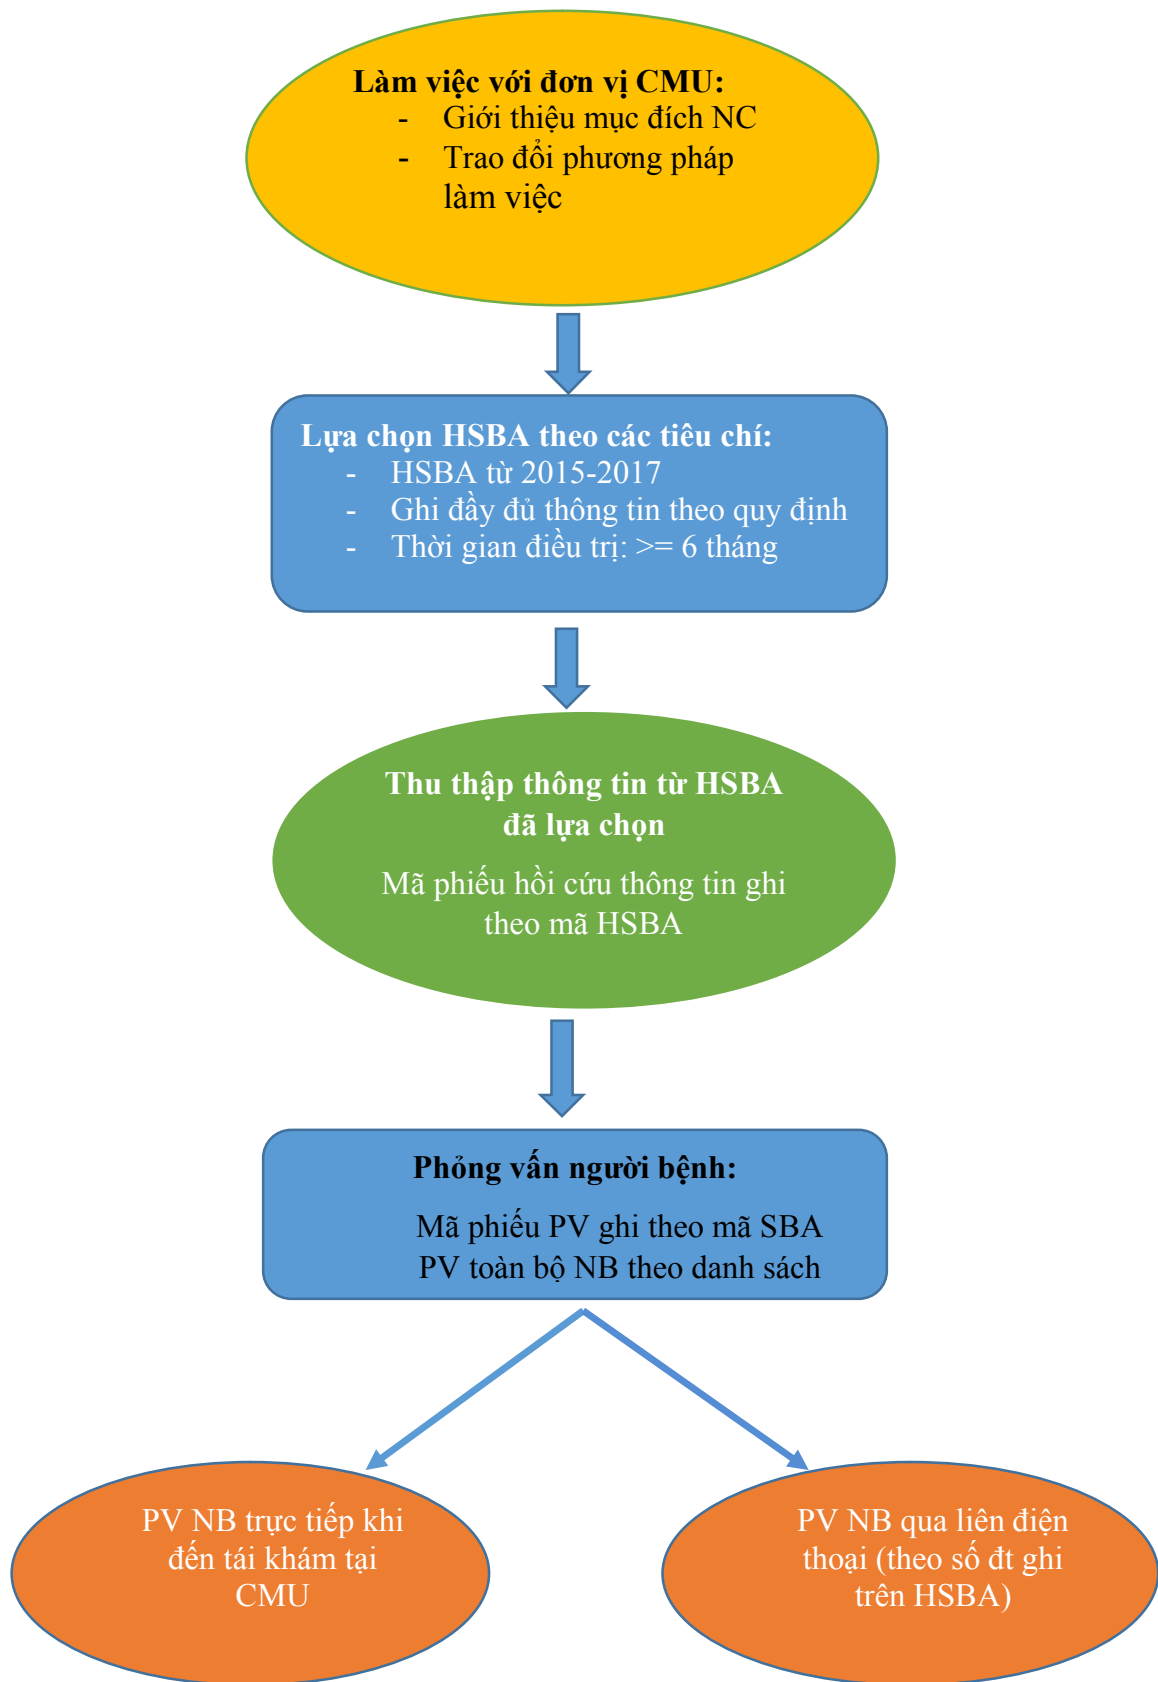 Làm việc với đơn vị CMU:
- Giới thiệu mục đích NC
- Trao đổi phương pháp
làm việc
Lựa chọn HSBA theo các tiêu chí:
- HSBA từ 2015-2017
- Ghi đầy đủ thông tin theo quy định
- Thời gian điều trị: >= 6 tháng
Thu thập thông tin từ HSBA
đã lựa chọn
Mã phiếu hồi cứu thông tin ghi
theo mã HSBA
Phỏng vấn người bệnh:
Mã phiếu PV ghi theo mã SBA
PV toàn bộ NB theo danh sách
PV NB trực tiếp khi
đến tái khám tại
CMU
PV NB qua liên điện
thoại (theo số đt ghi
trên HSBA)